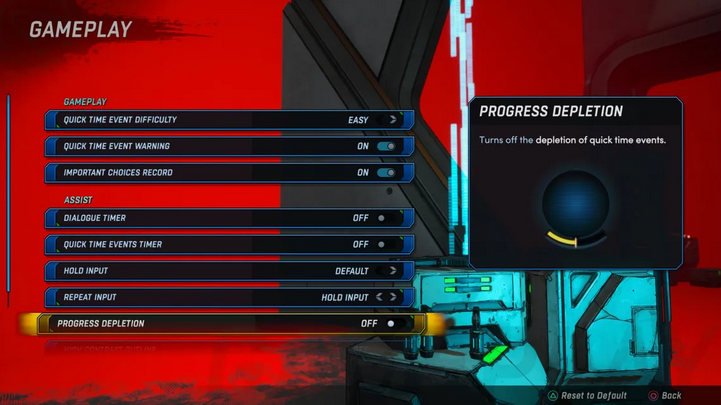 GAMEPLAY
GAMEPLAY
QUICK TIME EVENT DIFFICULTY EASY
QUICK TIME EVENT WARNING ON
IMPORTANT CHOICES RECORD ON
ASSIST
DIALOGUE TIMER OFF
QUICK TIME EVENTS TIMER OFF
HOLD INPUT DEFAULT
REPEAT INPUT HOLD INPUT
PROGRESS DEPLETION OFF
PROGRESS DEPLETION
Turns off the depletion of quick time events.
Reset to Default Back